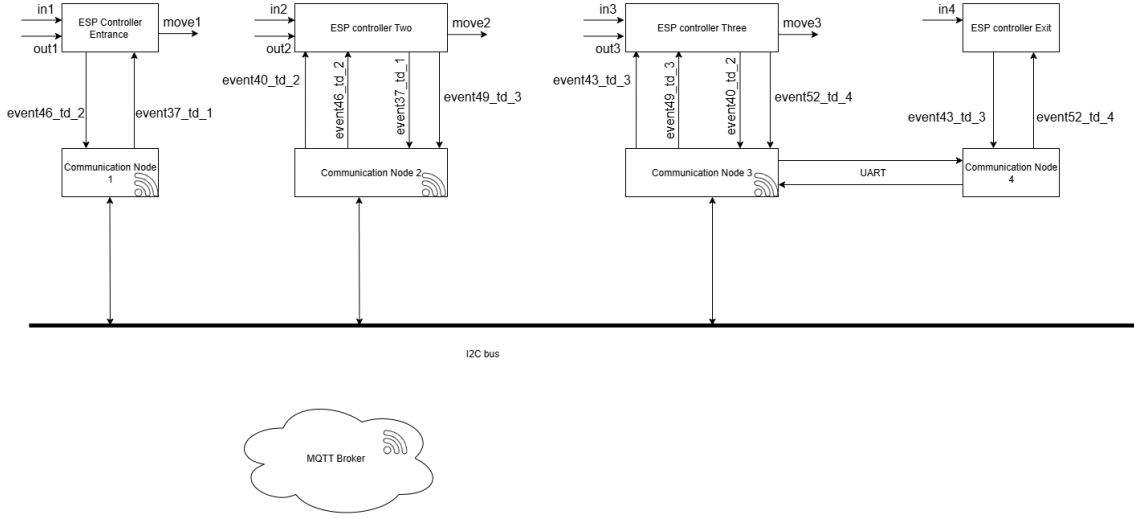 in1
out1
ESP Controller
Entrance
move1
in2
out2
ESP controller Two
move2
in3
out3
ESP controller Three
move3
in4
ESP controller Exit
event46_td_2
event37_td_1
event40_td_2
event46_td_2
event37_td_1
event49_td_3
event43_td_3
event49_td_3
event40_td_2
event52_td_4
event43_td_3
event52_td_4
Communication Node
1
Communication Node 2
Communication Node 3
UART
Communication Node
4
I2C bus
MQTT Broker